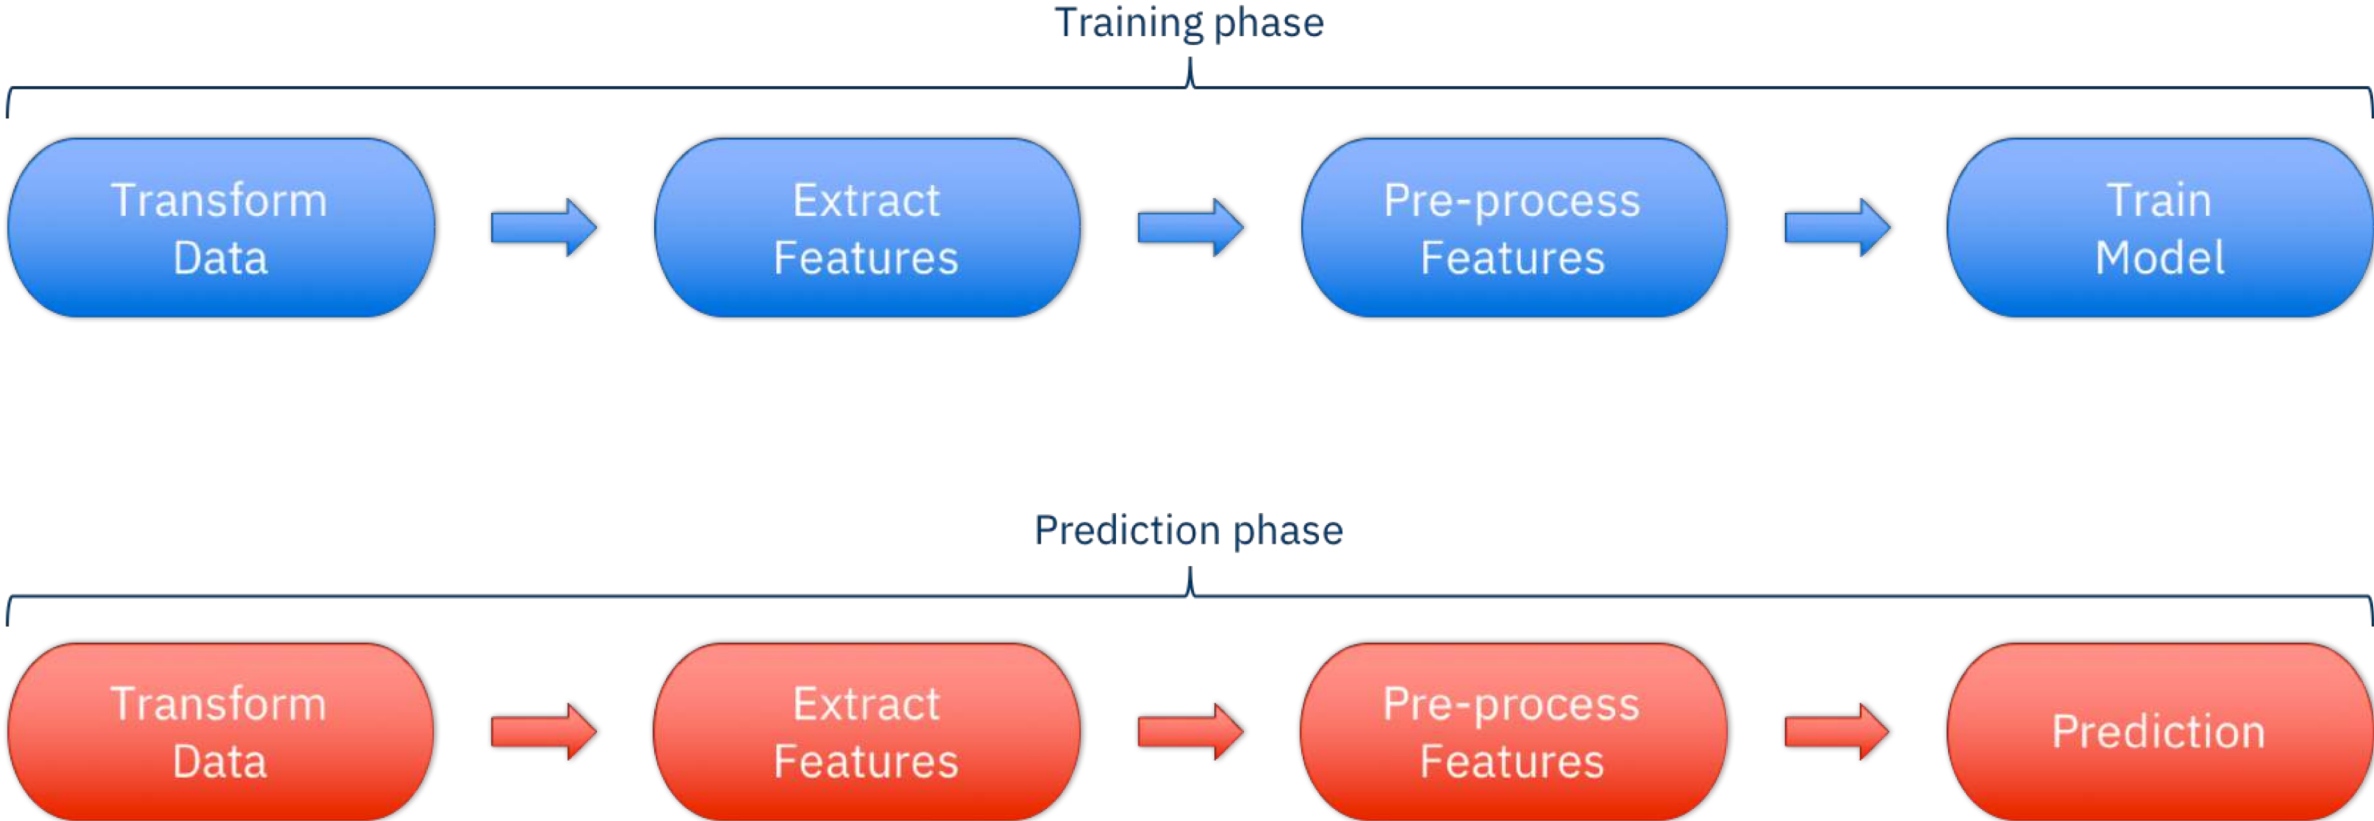 Training phase
Transform
Data
Extract
Features
Pre-process
Features
Train
Model
Prediction phase
Transform
Data
Extract
Features
Pre-process
Features
Prediction